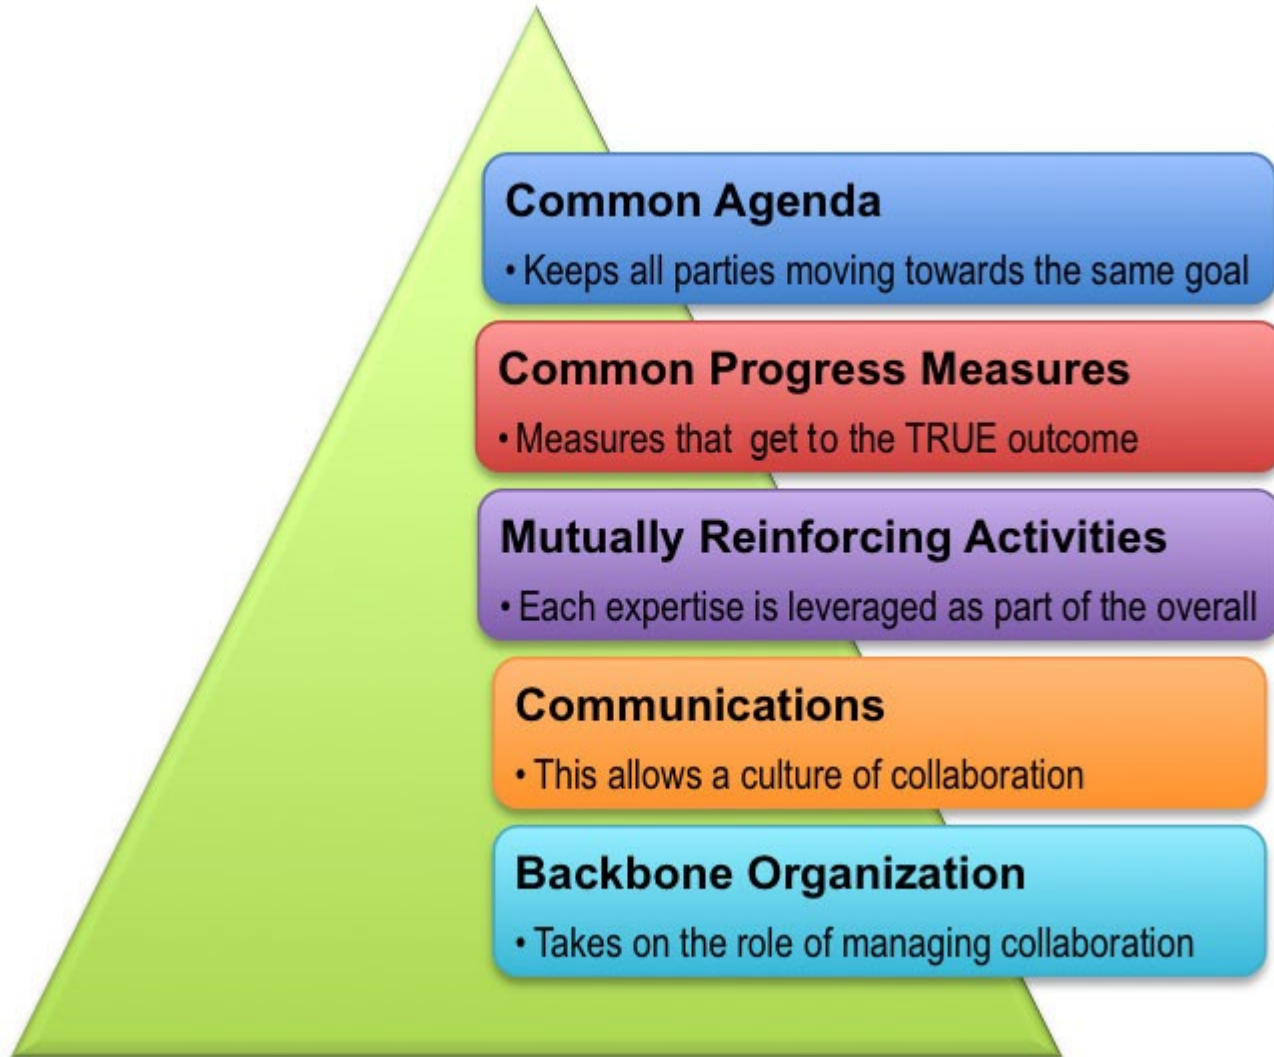 Common Agenda
• Keeps all parties moving towards the same goal
Common Progress Measures
• Measures that get to the TRUE outcome
Mutually Reinforcing Activities
• Each expertise is leveraged as part of the overall
Communications
• This allows a culture of collaboration
Backbone Organization
• Takes on the role of managing collaboration